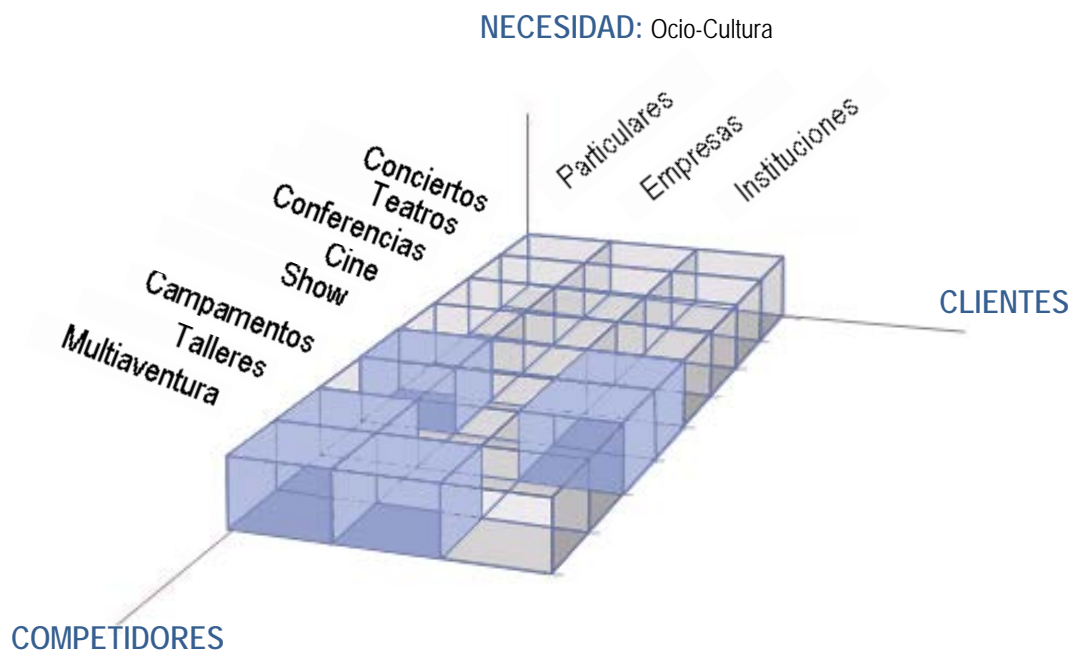 NECESIDAD: Ocio-Cultura
Particulares
Empresas
Instituciones
Conciertos
Teatros
Conferencias
Cine
Show
Campamentos
Talleres
Multiaventura
CLIENTES
COMPETIDORES